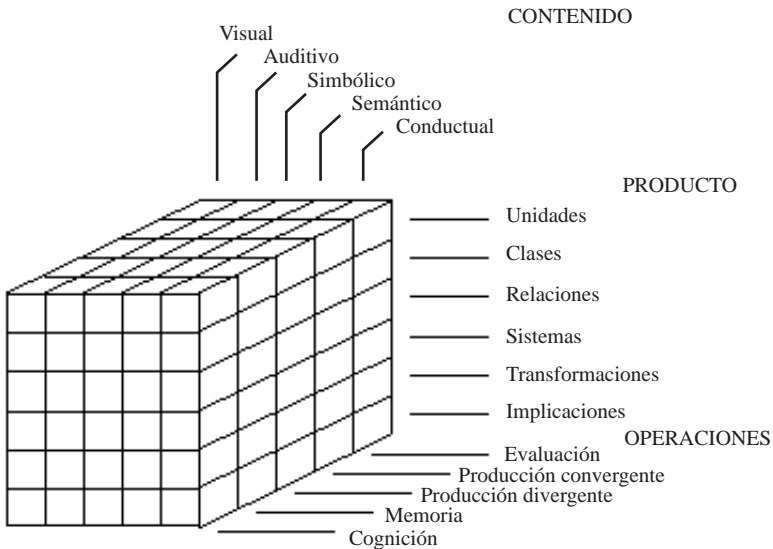 CONTENIDO
Visual
Auditivo
Simbólico
Semántico
Conductual
PRODUCTO
Unidades
Clases
Relaciones
Sistemas
Transformaciones
Implicaciones
OPERACIONES
Evaluación
Producción convergente
Producción divergente
Memoria
Cognición